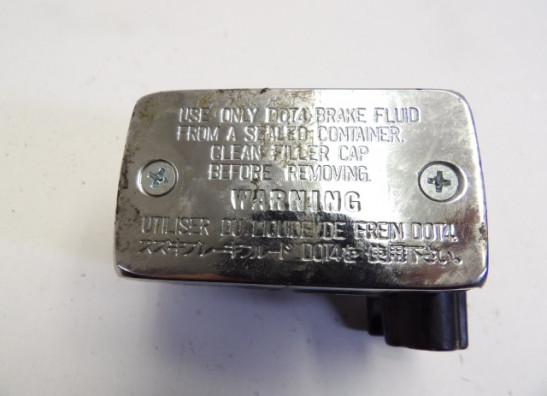 USE ONLY DOT4 BRAKE FLUID
FROM A SEALED CONTAINER.
CLEAN FILLER CAP
BEFORE REMOVING.
WARNING
UTILISER DU LIQUIDE DE FREIN DOT4.
スズキブレーキフルード DOT4を使用下さい。